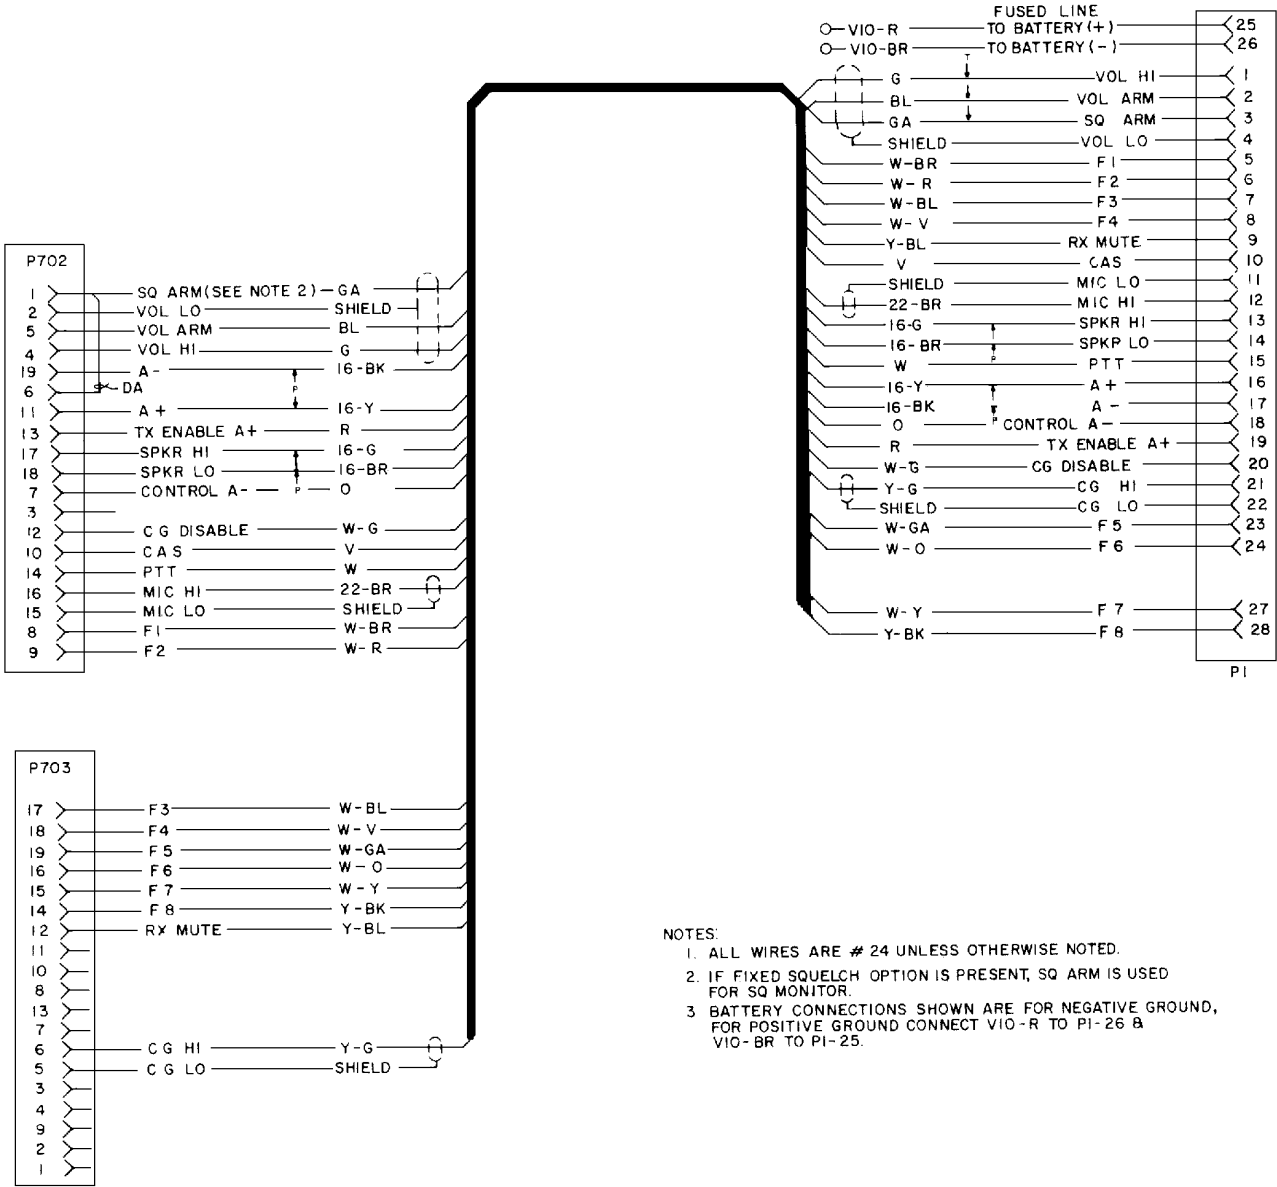 FUSED LINE
V10-R TO BATTERY (+) 25
V10-BR TO BATTERY (-) 26
T
G VOL HI 1
BL VOL ARM 2
GA SQ ARM 3
SHIELD VOL LO 4
W-BR F1 5
W-R F2 6
W-BL F3 7
W-V F4 8
Y-BL RX MUTE 9
V CAS 10
SHIELD MIC LO 11
22-BR MIC HI 12
16-G SPKR HI 13
16-BR SPKR LO 14
P
W PTT 15
16-Y A+ 16
16-BK A- 17
O P CONTROL A- 18
R TX ENABLE A+ 19
W-G CG DISABLE 20
Y-G CG HI 21
SHIELD CG LO 22
W-GA F5 23
W-O F6 24
W-Y F7 27
Y-BK F8 28
P1
P702
1 SQ ARM (SEE NOTE 2) GA
2 VOL LO SHIELD
5 VOL ARM BL
4 VOL HI G
19 A- 16-BK
6 DA P
11 A+ 16-Y
13 TX ENABLE A+ R
17 SPKR HI 16-G
18 SPKR LO 16-BR
7 CONTROL A- P O
3
12 CG DISABLE W-G
10 CAS V
14 PTT W
16 MIC HI 22-BR
15 MIC LO SHIELD
8 F1 W-BR
9 F2 W-R
P703
17 F3 W-BL
18 F4 W-V
19 F5 W-GA
16 F6 W-O
15 F7 W-Y
14 F8 Y-BK
12 RX MUTE Y-BL
11
10
8
13
7
6 CG HI Y-G
5 CG LO SHIELD
3
4
9
2
1
NOTES:
1. ALL WIRES ARE # 24 UNLESS OTHERWISE NOTED.
2. IF FIXED SQUELCH OPTION IS PRESENT, SQ ARM IS USED
FOR SQ MONITOR.
3 BATTERY CONNECTIONS SHOWN ARE FOR NEGATIVE GROUND,
FOR POSITIVE GROUND CONNECT V10-R TO P1-26 &
V10-BR TO P1-25.